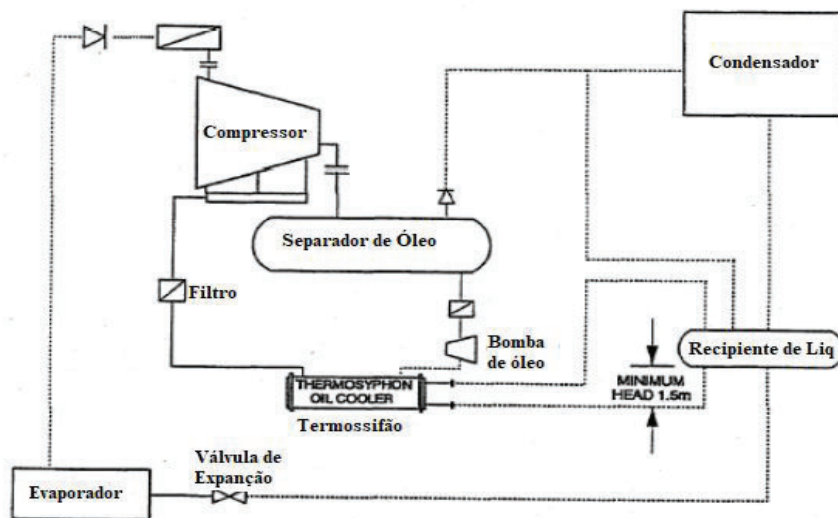 Condensador
Compressor
Separador de Óleo
Filtro
Bomba
de óleo
Recipiente de Liq
MINIMUM
HEAD 1.5m
THERMOSYPHON
OIL COOLER
Termossifão
Válvula de
Expanção
Evaporador